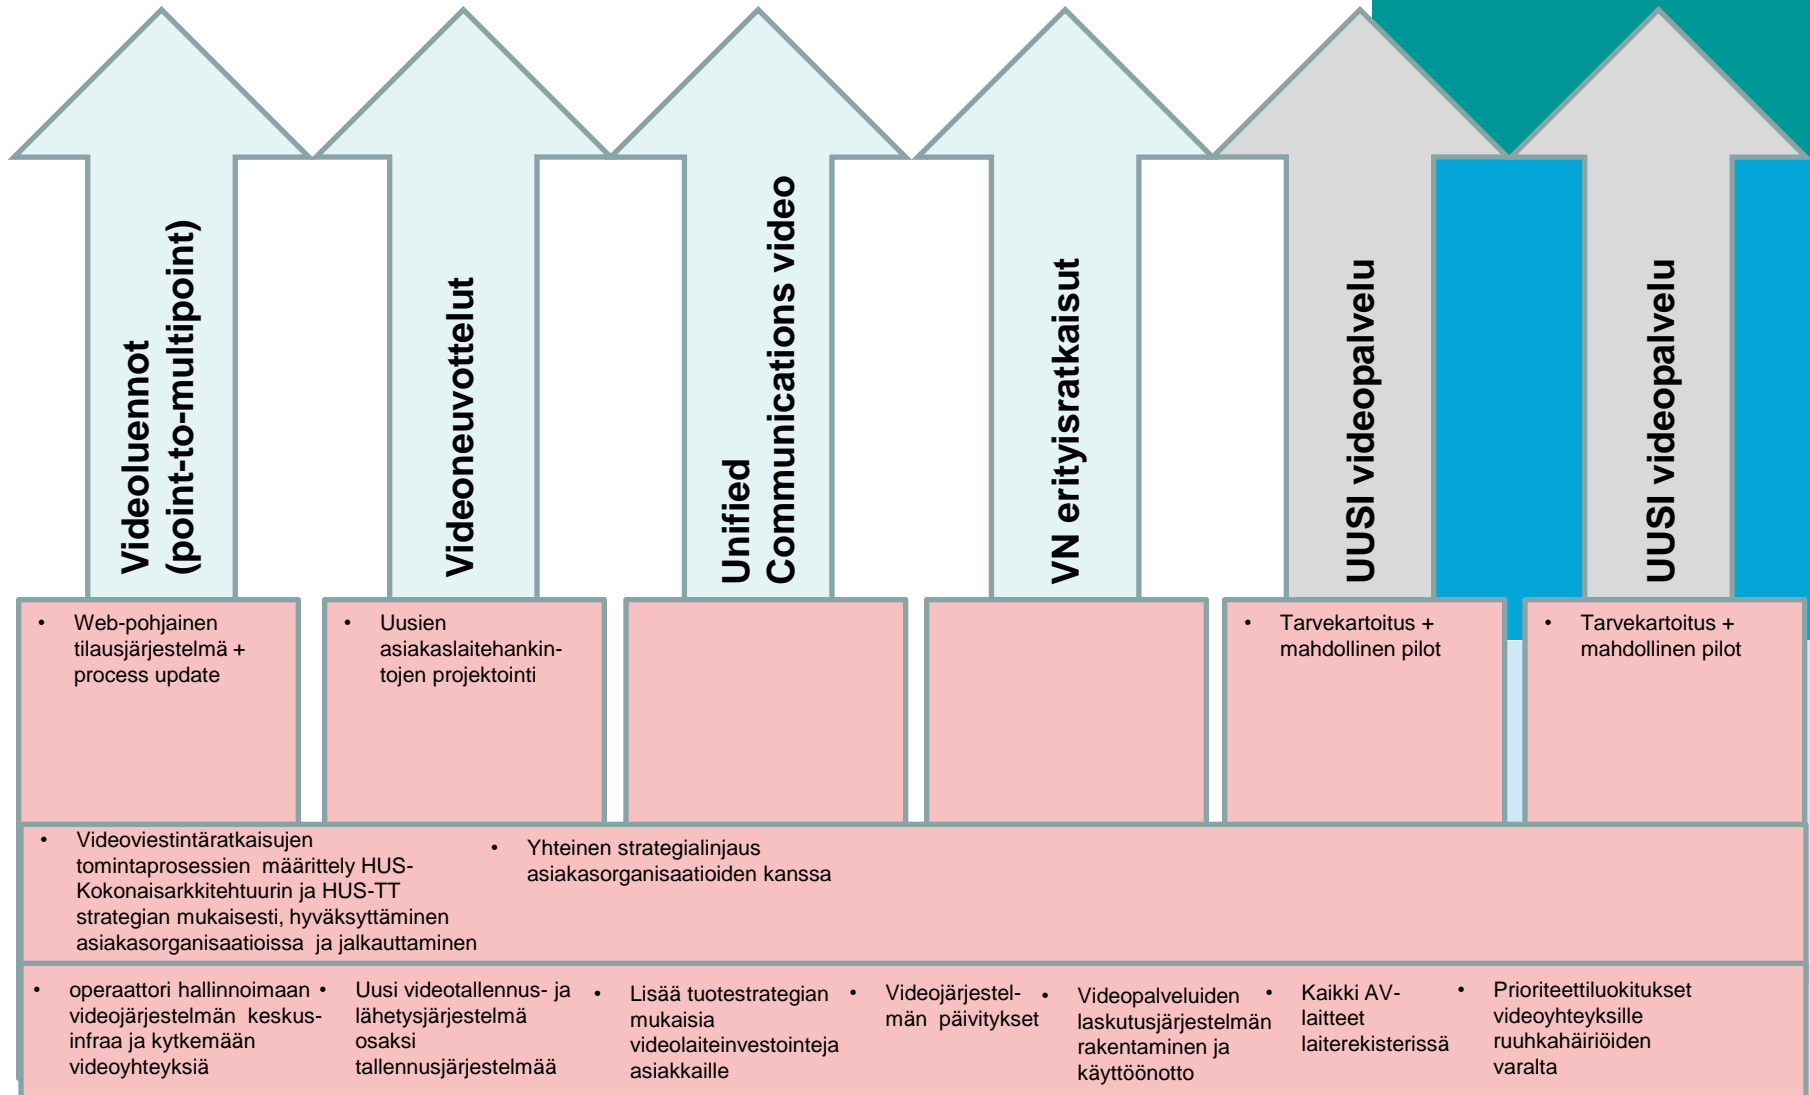 Videoluennot
(point-to-multipoint)
Videoneuvottelut
Unified
Communications video
VN erityisratkaisut
UUSI videopalvelu
UUSI videopalvelu
• Web-pohjainen
tilausjärjestelmä +
process update
• Uusien
asiakaslaitehankin-
tojen projektointi
• Tarvekartoitus +
mahdollinen pilot
• Tarvekartoitus +
mahdollinen pilot
• Videoviestintäratkaisujen
tomintaprosessien määrittely HUS-
Kokonaisarkkitehtuurin ja HUS-TT
strategian mukaisesti, hyväksyttäminen
asiakasorganisaatioissa ja jalkauttaminen
• Yhteinen strategialinjaus
asiakasorganisaatioiden kanssa
• operaattori hallinnoimaan
videojärjestelmän keskus-
infraa ja kytkemään
videoyhteyksiä
• Uusi videotallennus- ja
lähetysjärjestelmä
osaksi
tallennusjärjestelmää
• Lisää tuotestrategian
mukaisia
videolaiteinvestointeja
asiakkaille
• Videojärjestel-
män päivitykset
• Videopalveluiden
laskutusjärjestelmän
rakentaminen ja
käyttöönotto
• Kaikki AV-
laitteet
laiterekisterissä
• Prioriteettiluokitukset
videoyhteyksille
ruuhkahäiriöiden
varalta